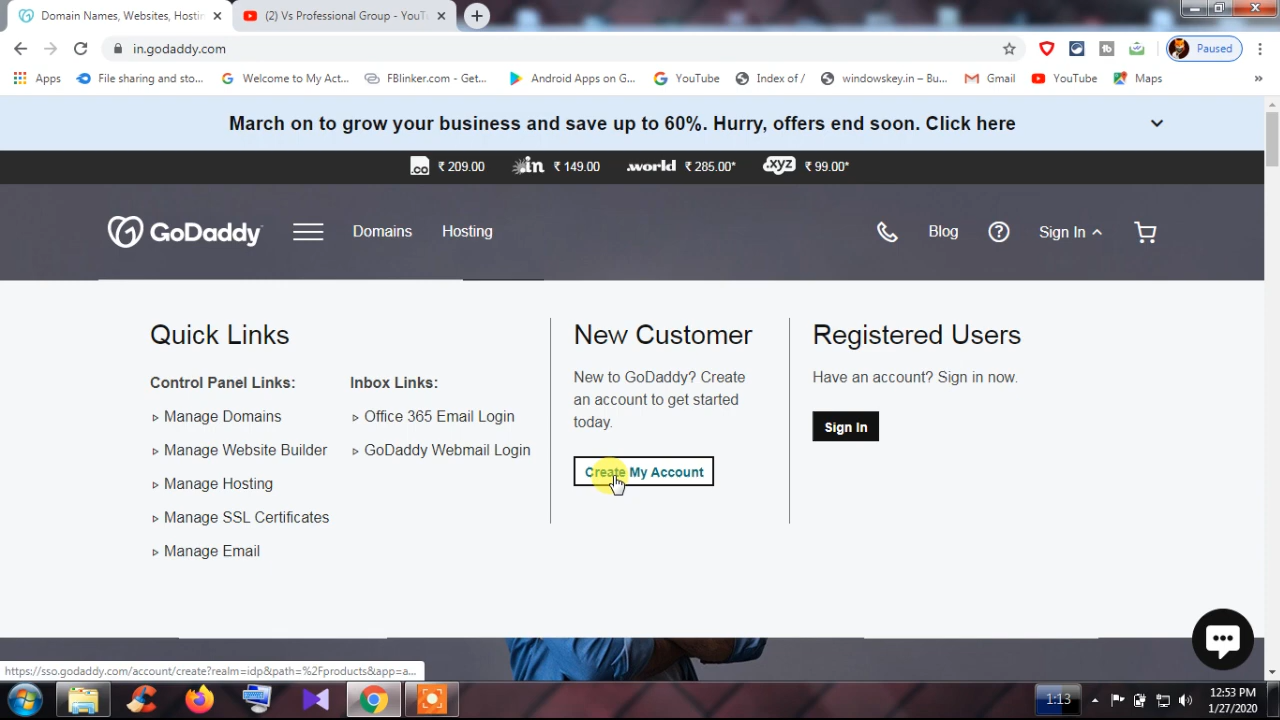 Domain Names, Websites, Hostin
(2) Vs Professional Group - YouT
in.godaddy.com
Paused
Apps
File sharing and sto...
Welcome to My Act...
FBlinker.com - Get...
Android Apps on G...
YouTube
Index of /
windowskey.in – Bu...
Gmail
YouTube
Maps
»
March on to grow your business and save up to 60%. Hurry, offers end soon. Click here
.co ₹ 209.00 .in ₹ 149.00 .world ₹ 285.00* .xyz ₹ 99.00*
GoDaddy
Domains
Hosting
Blog
Sign In
Quick Links
Control Panel Links:
Manage Domains
Manage Website Builder
Manage Hosting
Manage SSL Certificates
Manage Email
Inbox Links:
Office 365 Email Login
GoDaddy Webmail Login
New Customer
New to GoDaddy? Create
an account to get started
today.
Create My Account
Registered Users
Have an account? Sign in now.
Sign In
https://sso.godaddy.com/account/create?realm=idp&path=%2Fproducts&app=a...
1:13
12:53 PM
1/27/2020